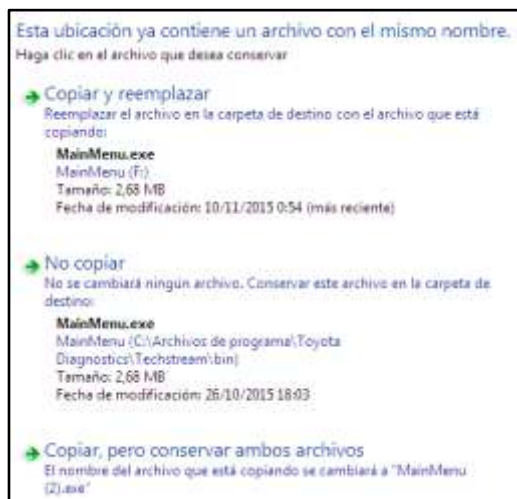 Esta ubicación ya contiene un archivo con el mismo nombre.
Haga clic en el archivo que desea conservar
Copiar y reemplazar
Reemplazar el archivo en la carpeta de destino con el archivo que está
copiando:
MainMenu.exe
MainMenu (F:)
Tamaño: 2,68 MB
Fecha de modificación: 10/11/2015 0:54 (más reciente)
No copiar
No se cambiará ningún archivo. Conservar este archivo en la carpeta de
destino:
MainMenu.exe
MainMenu (C:\Archivos de programa\Toyota
Diagnostics\Techstream\bin)
Tamaño: 2,68 MB
Fecha de modificación: 26/10/2015 18:03
Copiar, pero conservar ambos archivos
El nombre del archivo que está copiando se cambiará a "MainMenu
(2).exe"